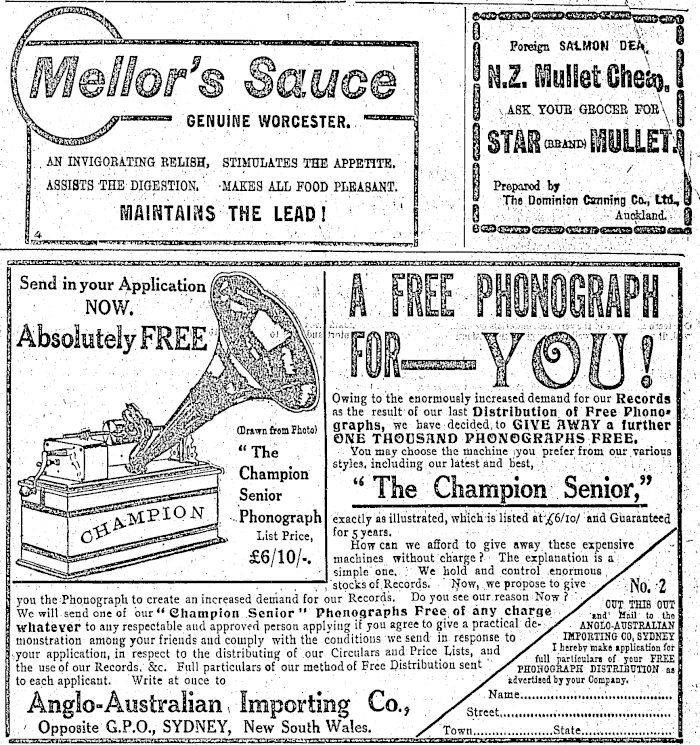 Mellor's Sauce
GENUINE WORCESTER.
AN INVIGORATING RELISH, STIMULATES THE APPETITE.
ASSISTS THE DIGESTION. MAKES ALL FOOD PLEASANT.
MAINTAINS THE LEAD!
4
Foreign SALMON DEA
N.Z. Mullet Cheap.
ASK YOUR GROCER FOR
STAR (BRAND) MULLET.
Prepared by
The Dominion Canning Co., Ltd.,
Auckland.
Send in your Application
NOW.
Absolutely FREE
(Drawn from Photo)
"The
Champion
Senior
Phonograph
List Price,
£6/10/-.
CHAMPION
A FREE PHONOGRAPH
FOR—YOU!
Owing to the enormously increased demand for our Records
as the result of our last Distribution of Free Phono-
graphs, we have decided to GIVE AWAY a further
ONE THOUSAND PHONOGRAPHS FREE.
You may choose the machine you prefer from our various
styles, including our latest and best,
"The Champion Senior,"
exactly as illustrated, which is listed at £6/10/ and Guaranteed
for 5 years.
How can we afford to give away these expensive
machines without charge? The explanation is a
simple one. We hold and control enormous
stocks of Records. Now, we propose to give
you the Phonograph to create an increased demand for our Records. Do you see our reason Now?
We will send one of our "Champion Senior" Phonographs Free of any charge
whatever to any respectable and approved person applying if you agree to give a practical de-
monstration among your friends and comply with the conditions we send in response to
your application, in respect to the distributing of our Circulars and Price Lists, and
the use of our Records, &c. Full particulars of our method of Free Distribution sent
to each applicant. Write at once to
Anglo-Australian Importing Co.,
Opposite G.P.O., SYDNEY, New South Wales.
No. 2
CUT THIS OUT
and Mail to the
ANGLO-AUSTRALIAN
IMPORTING CO, SYDNEY
I hereby make application for
full particulars of your FREE
PHONOGRAPH DISTRIBUTION as
advertised by your Company.
Name..........................
Street..........................
Town...............State...............